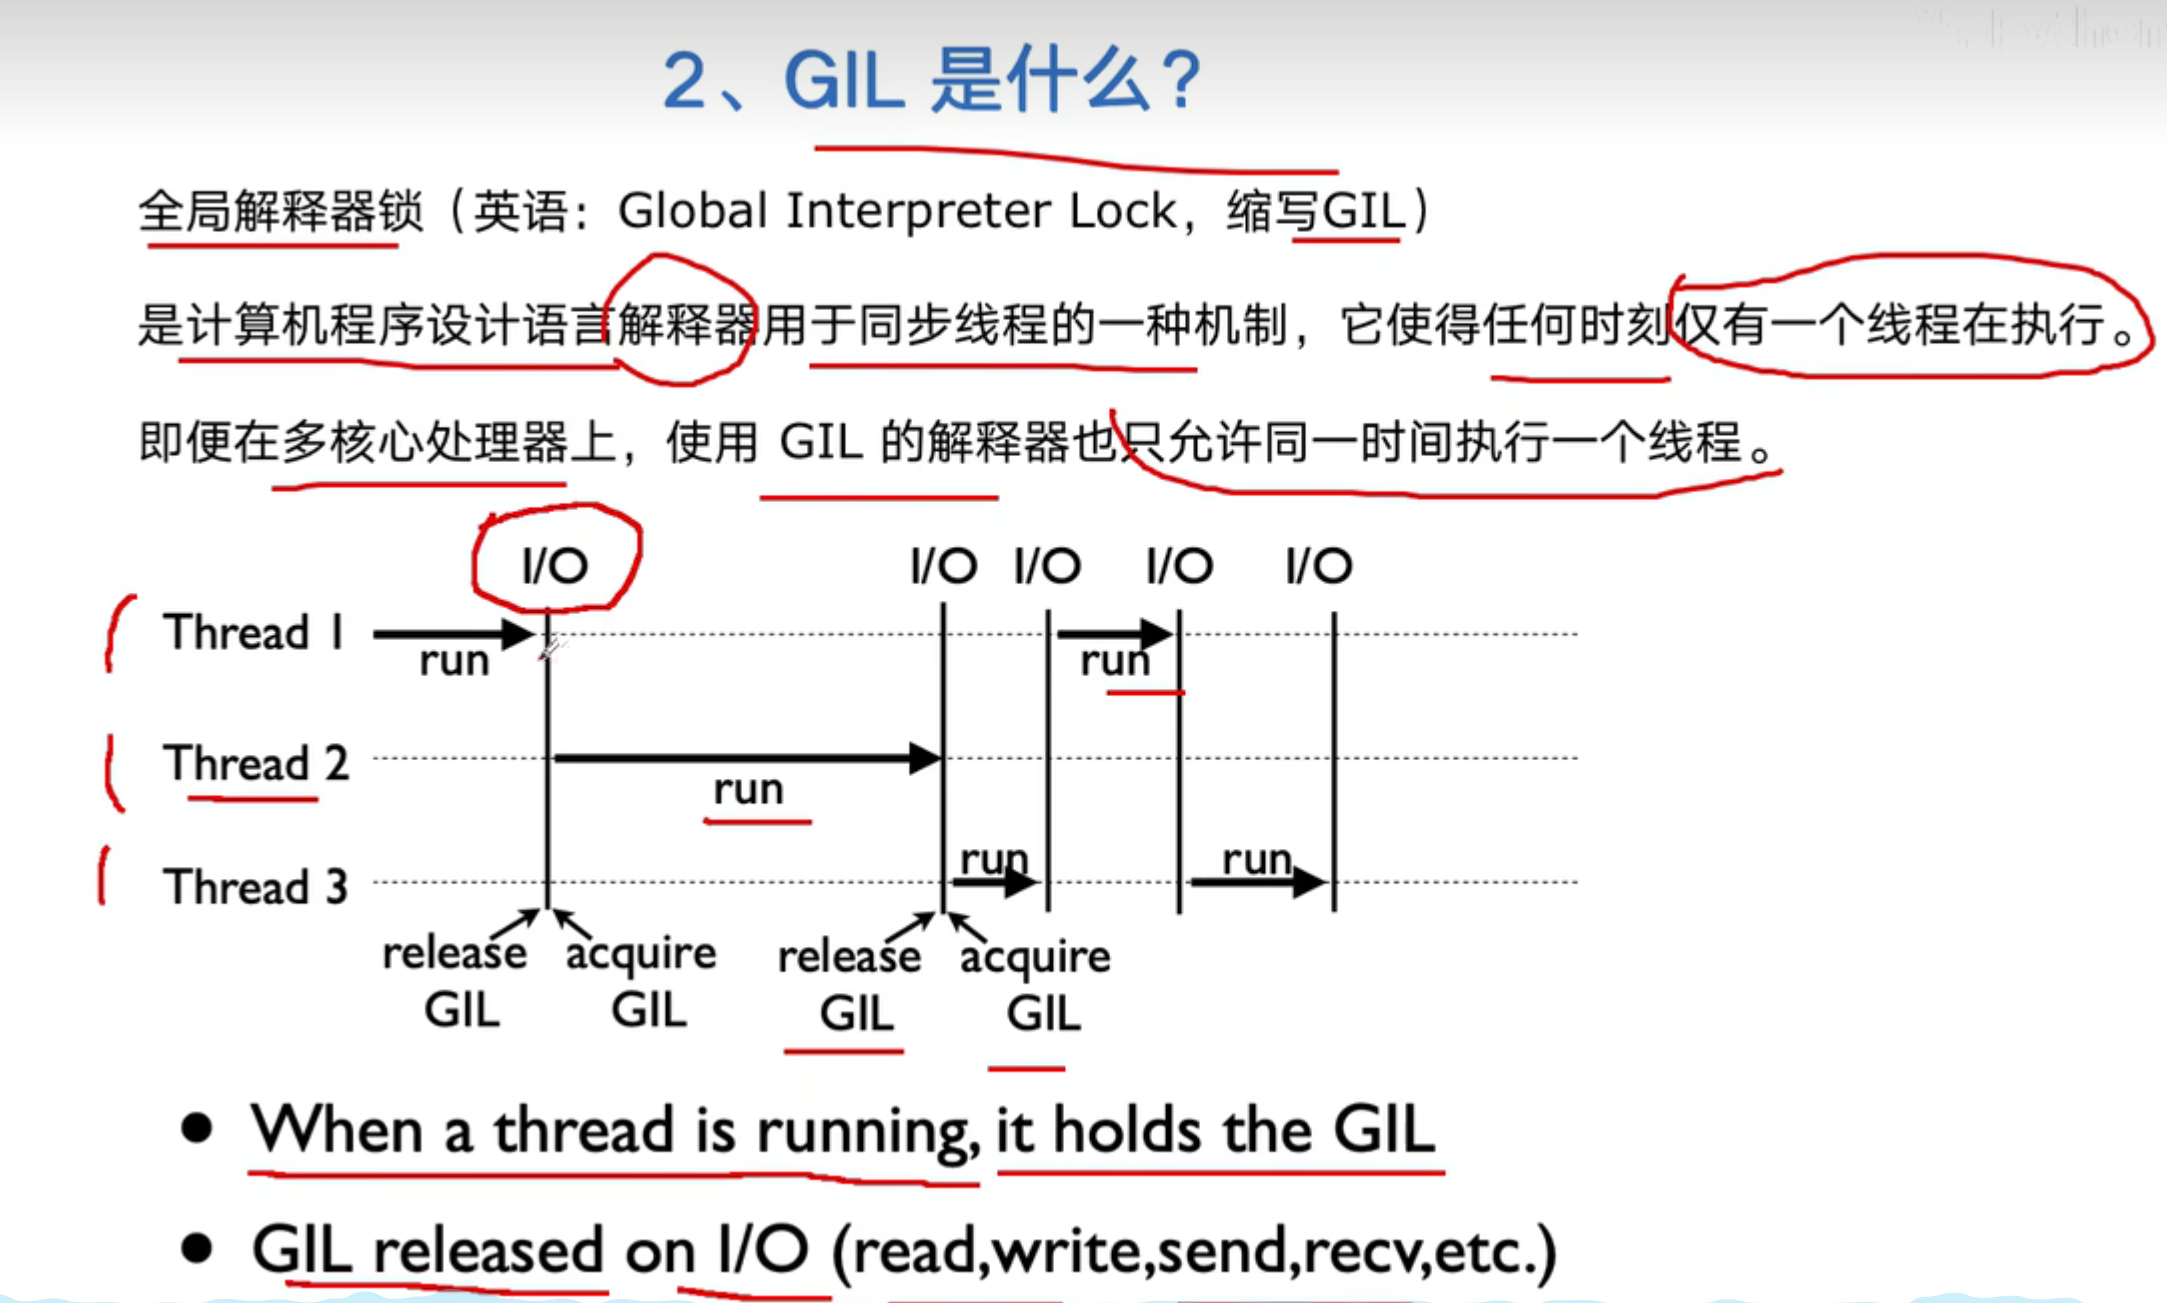 2、GIL 是什么?
全局解释器锁（英语：Global Interpreter Lock，缩写GIL）
是计算机程序设计语言解释器用于同步线程的一种机制，它使得任何时刻仅有一个线程在执行。
即便在多核心处理器上，使用 GIL 的解释器也只允许同一时间执行一个线程。
I/O I/O I/O I/O I/O
Thread 1
run run
Thread 2
run
run run
Thread 3
release acquire release acquire
GIL GIL GIL GIL
● When a thread is running, it holds the GIL
● GIL released on I/O (read,write,send,recv,etc.)